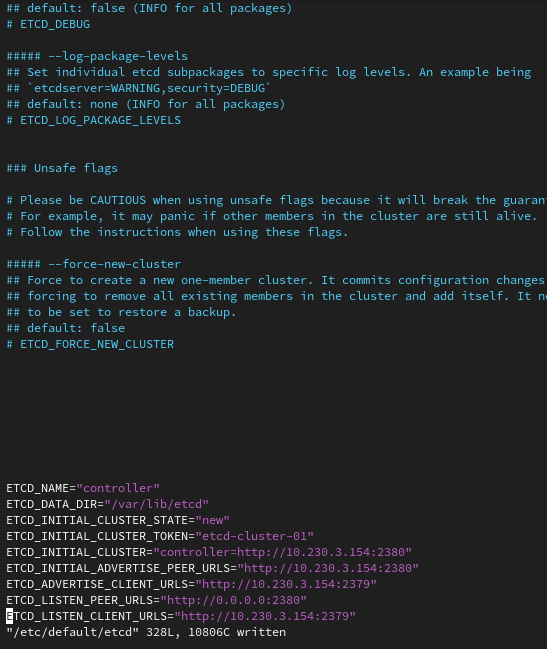 ## default: false (INFO for all packages)
# ETCD_DEBUG
##### --log-package-levels
## Set individual etcd subpackages to specific log levels. An example being
## `etcdserver=WARNING,security=DEBUG`
## default: none (INFO for all packages)
# ETCD_LOG_PACKAGE_LEVELS
### Unsafe flags
# Please be CAUTIOUS when using unsafe flags because it will break the guaran
# For example, it may panic if other members in the cluster are still alive.
# Follow the instructions when using these flags.
##### --force-new-cluster
## Force to create a new one-member cluster. It commits configuration changes
## forcing to remove all existing members in the cluster and add itself. It n
## to be set to restore a backup.
## default: false
# ETCD_FORCE_NEW_CLUSTER
ETCD_NAME="controller"
ETCD_DATA_DIR="/var/lib/etcd"
ETCD_INITIAL_CLUSTER_STATE="new"
ETCD_INITIAL_CLUSTER_TOKEN="etcd-cluster-01"
ETCD_INITIAL_CLUSTER="controller=http://10.230.3.154:2380"
ETCD_INITIAL_ADVERTISE_PEER_URLS="http://10.230.3.154:2380"
ETCD_ADVERTISE_CLIENT_URLS="http://10.230.3.154:2379"
ETCD_LISTEN_PEER_URLS="http://0.0.0.0:2380"
ETCD_LISTEN_CLIENT_URLS="http://10.230.3.154:2379"
"/etc/default/etcd" 328L, 10806C written